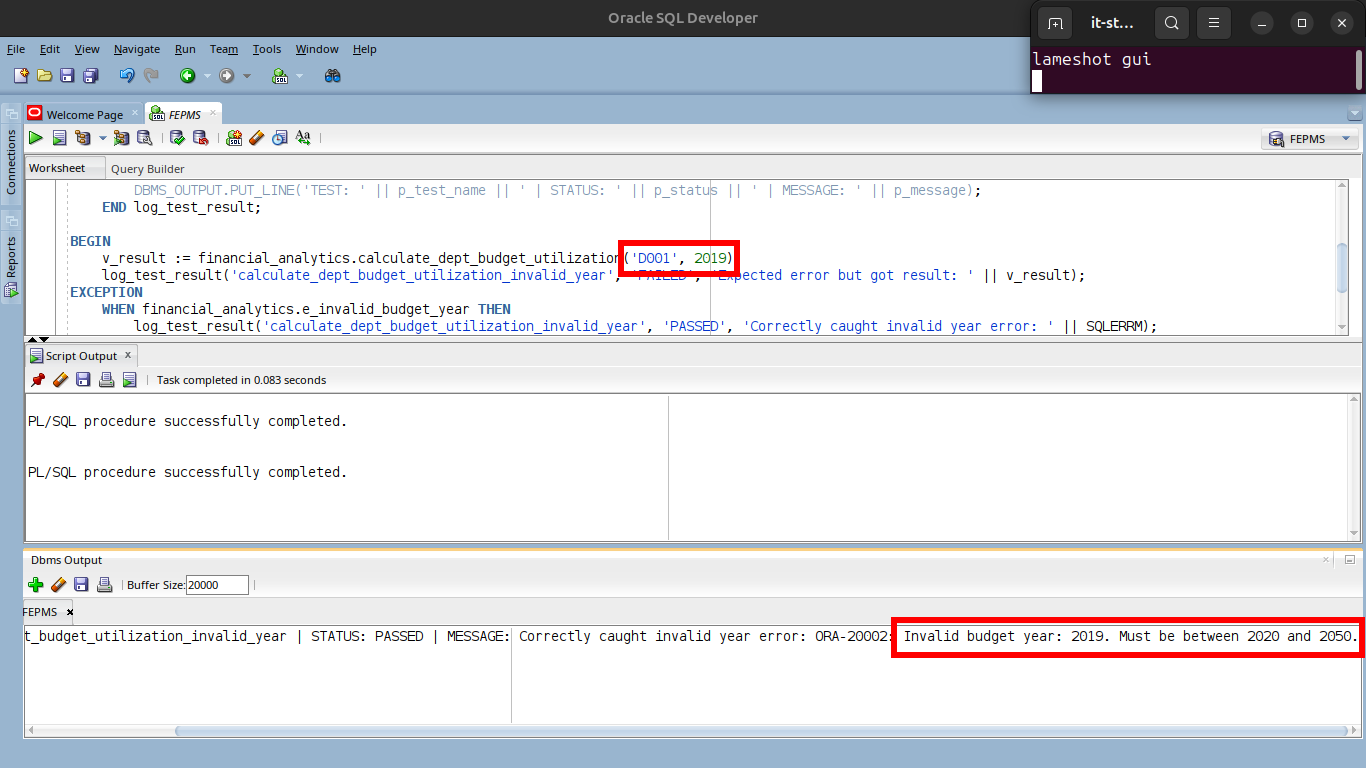 Oracle SQL Developer
it-st...
lameshot gui
File Edit View Navigate Run Team Tools Window Help
Welcome Page
FEPMS
FEPMS
Connections
Reports
Worksheet Query Builder
DBMS_OUTPUT.PUT_LINE('TEST: ' || p_test_name || ' | STATUS: ' || p_status || ' | MESSAGE: ' || p_message);
END log_test_result;
BEGIN
v_result := financial_analytics.calculate_dept_budget_utilization('D001', 2019)
log_test_result('calculate_dept_budget_utilization_invalid_year', 'FAILED', 'Expected error but got result: ' || v_result);
EXCEPTION
WHEN financial_analytics.e_invalid_budget_year THEN
log_test_result('calculate_dept_budget_utilization_invalid_year', 'PASSED', 'Correctly caught invalid year error: ' || SQLERRM);
Script Output
Task completed in 0.083 seconds
PL/SQL procedure successfully completed.
PL/SQL procedure successfully completed.
Dbms Output
Buffer Size: 20000
FEPMS
t_budget_utilization_invalid_year | STATUS: PASSED | MESSAGE: Correctly caught invalid year error: ORA-20002: Invalid budget year: 2019. Must be between 2020 and 2050.